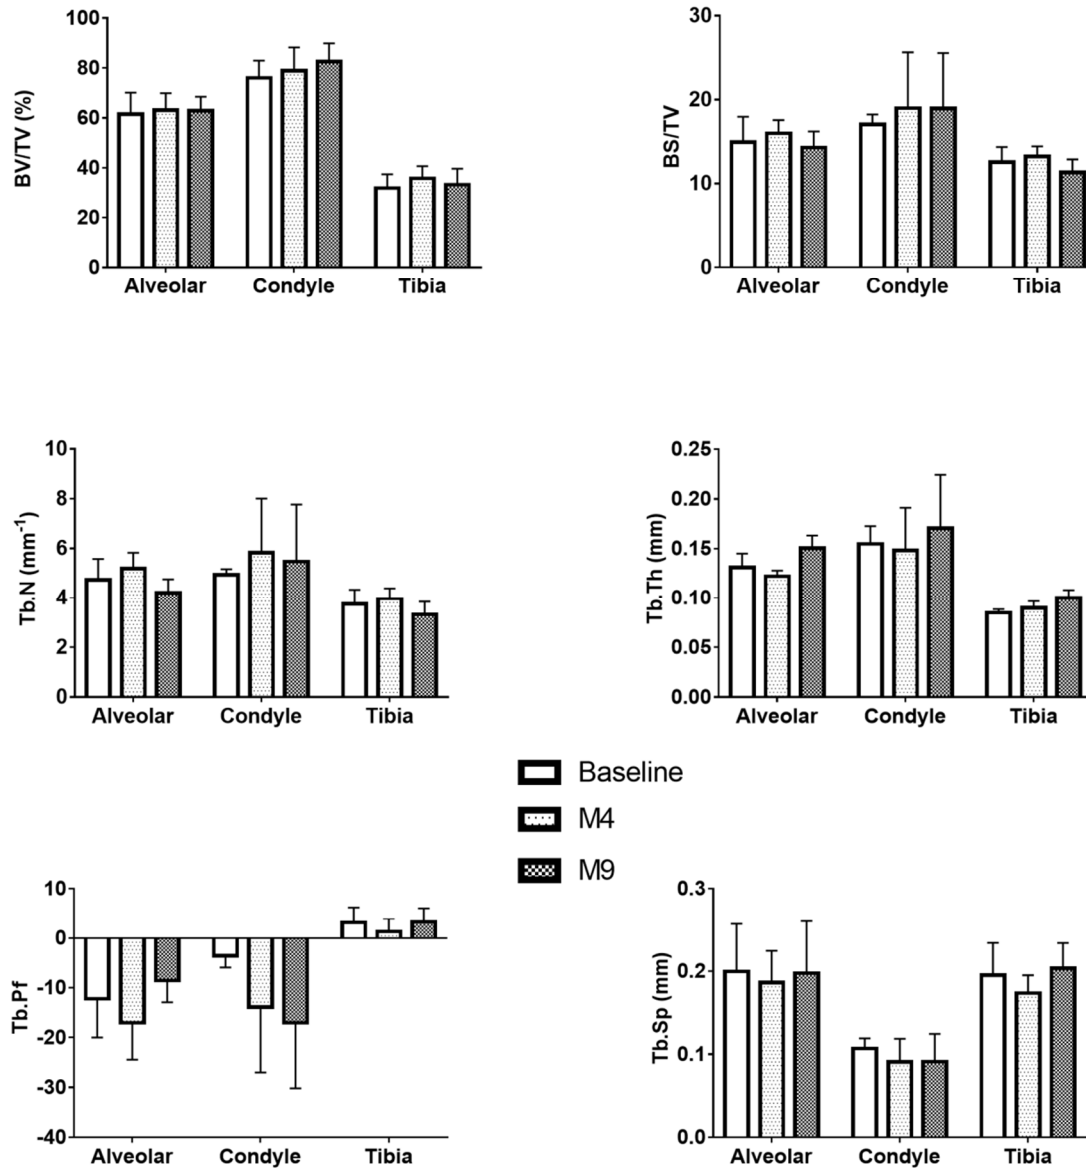 BV/TV (%)
100
80
60
40
20
0
Alveolar Condyle Tibia
BS/TV
30
20
10
0
Alveolar Condyle Tibia
Tb.N (mm⁻¹)
10
8
6
4
2
0
Alveolar Condyle Tibia
Tb.Th (mm)
0.25
0.20
0.15
0.10
0.05
0.00
Alveolar Condyle Tibia
Baseline
M4
M9
Tb.Pf
10
0
-10
-20
-30
-40
Alveolar Condyle Tibia
Tb.Sp (mm)
0.3
0.2
0.1
0.0
Alveolar Condyle Tibia